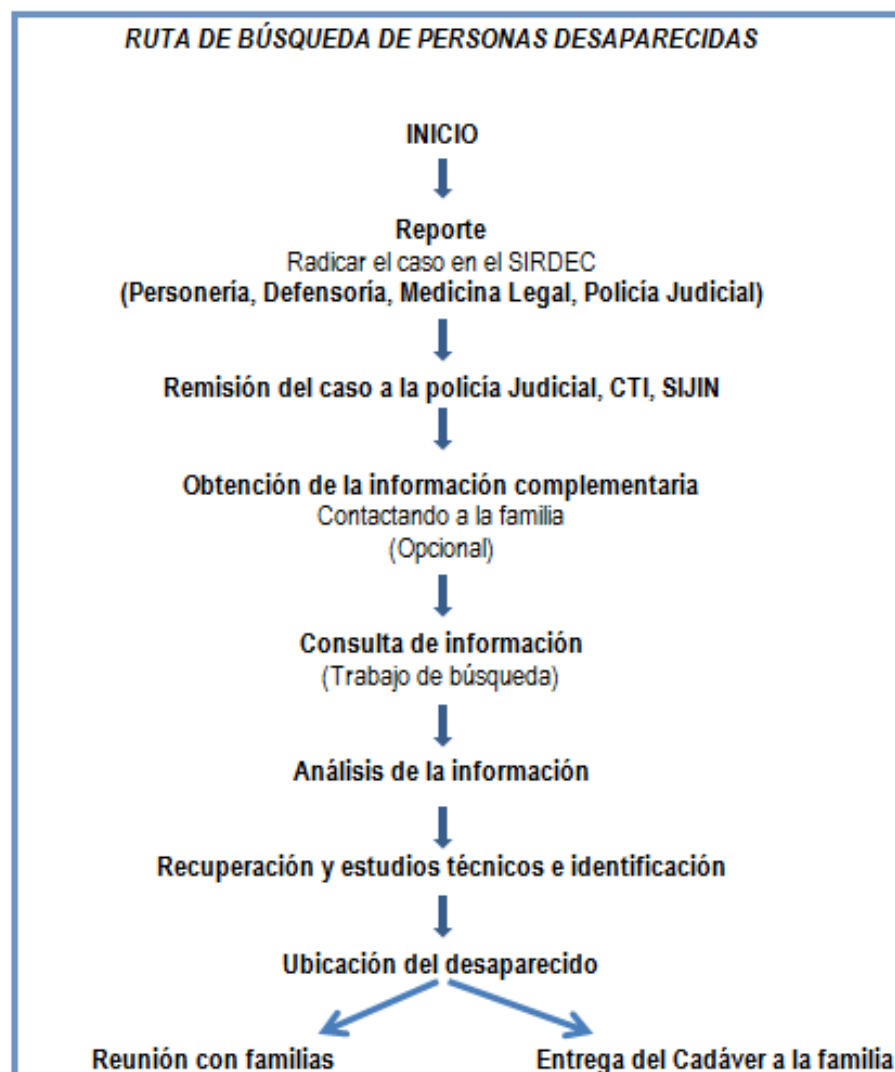 RUTA DE BÚSQUEDA DE PERSONAS DESAPARECIDAS
INICIO
Reporte
Radicar el caso en el SIRDEC
(Personería, Defensoría, Medicina Legal, Policía Judicial)
Remisión del caso a la policía Judicial, CTI, SIJIN
Obtención de la información complementaria
Contactando a la familia
(Opcional)
Consulta de información
(Trabajo de búsqueda)
Análisis de la información
Recuperación y estudios técnicos e identificación
Ubicación del desaparecido
Reunión con familias
Entrega del Cadáver a la familia